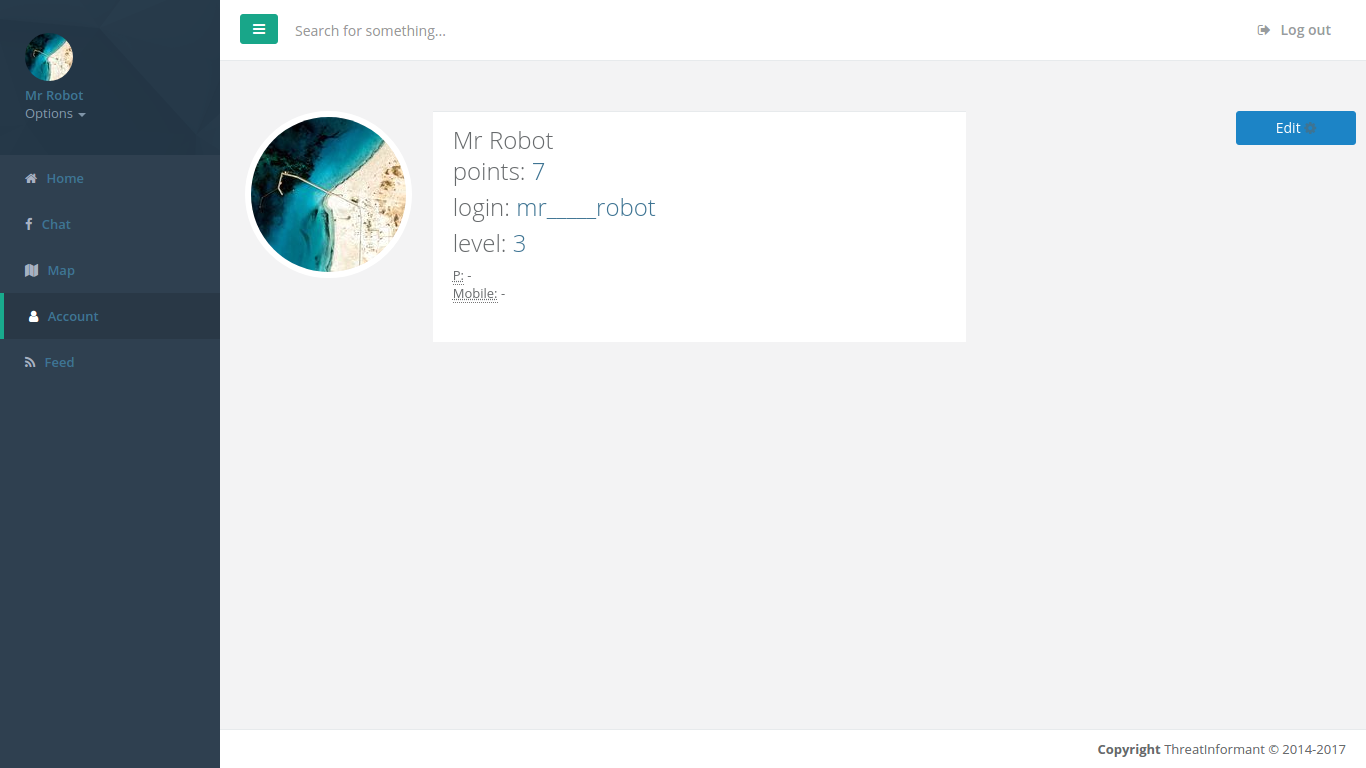 Mr Robot
Options
Home
Chat
Map
Account
Feed
Search for something...
Log out
Mr Robot
points: 7
login: mr_____robot
level: 3
P: -
Mobile: -
Edit
Copyright ThreatInformant © 2014-2017